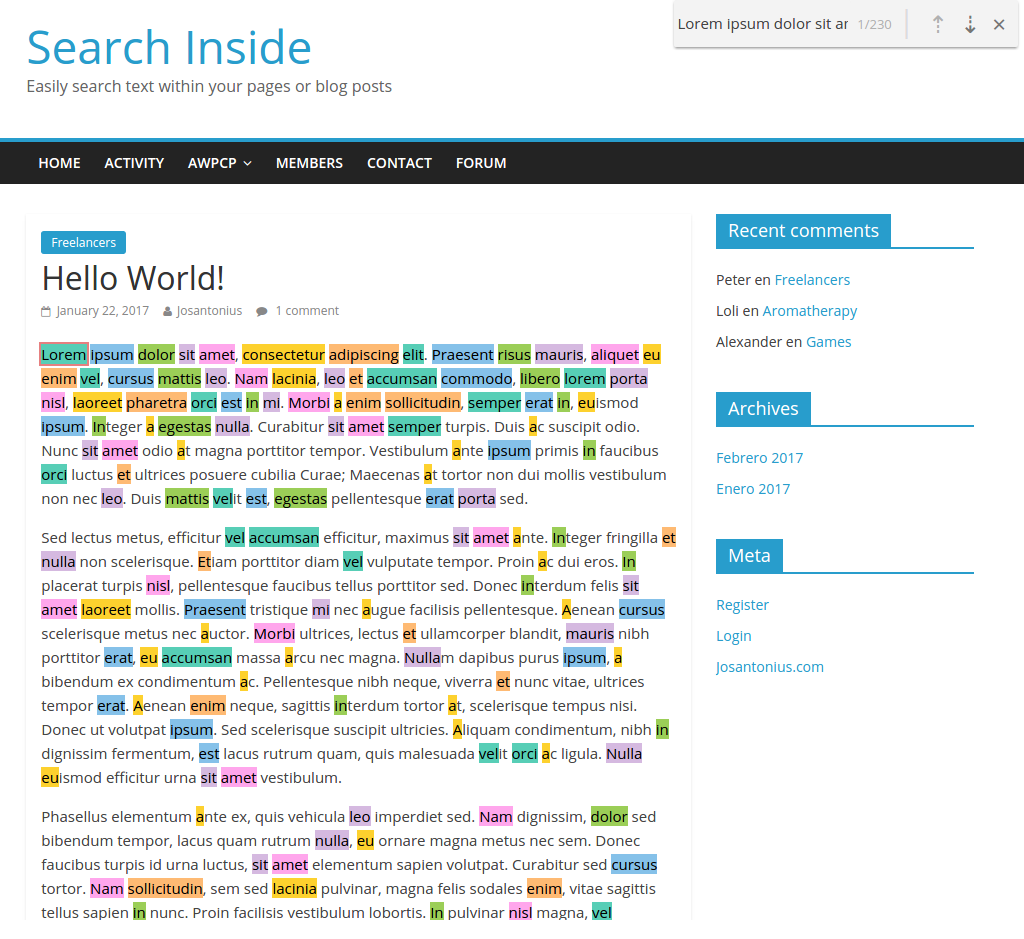 Lorem ipsum dolor sit ar 1/230
Search Inside
Easily search text within your pages or blog posts
HOME ACTIVITY AWPCP MEMBERS CONTACT FORUM
Freelancers
Hello World!
January 22, 2017 Josantonius 1 comment
Lorem ipsum dolor sit amet, consectetur adipiscing elit. Praesent risus mauris, aliquet eu
enim vel, cursus mattis leo. Nam lacinia, leo et accumsan commodo, libero lorem porta
nisl, laoreet pharetra orci est in mi. Morbi a enim sollicitudin, semper erat in, euismod
ipsum. Integer a egestas nulla. Curabitur sit amet semper turpis. Duis ac suscipit odio.
Nunc sit amet odio at magna porttitor tempor. Vestibulum ante ipsum primis in faucibus
orci luctus et ultrices posuere cubilia Curae; Maecenas at tortor non dui mollis vestibulum
non nec leo. Duis mattis velit est, egestas pellentesque erat porta sed.
Sed lectus metus, efficitur vel accumsan efficitur, maximus sit amet ante. Integer fringilla et
nulla non scelerisque. Etiam porttitor diam vel vulputate tempor. Proin ac dui eros. In
placerat turpis nisl, pellentesque faucibus tellus porttitor sed. Donec interdum felis sit
amet laoreet mollis. Praesent tristique mi nec augue facilisis pellentesque. Aenean cursus
scelerisque metus nec auctor. Morbi ultrices, lectus et ullamcorper blandit, mauris nibh
porttitor erat, eu accumsan massa arcu nec magna. Nullam dapibus purus ipsum, a
bibendum ex condimentum ac. Pellentesque nibh neque, viverra et nunc vitae, ultrices
tempor erat. Aenean enim neque, sagittis interdum tortor at, scelerisque tempus nisi.
Donec ut volutpat ipsum. Sed scelerisque suscipit ultricies. Aliquam condimentum, nibh in
dignissim fermentum, est lacus rutrum quam, quis malesuada velit orci ac ligula. Nulla
euismod efficitur urna sit amet vestibulum.
Phasellus elementum ante ex, quis vehicula leo imperdiet sed. Nam dignissim, dolor sed
bibendum tempor, lacus quam rutrum nulla, eu ornare magna metus nec sem. Donec
faucibus turpis id urna luctus, sit amet elementum sapien volutpat. Curabitur sed cursus
tortor. Nam sollicitudin, sem sed lacinia pulvinar, magna felis sodales enim, vitae sagittis
tellus sapien in nunc. Proin facilisis vestibulum lobortis. In pulvinar nisl magna, vel
Recent comments
Peter en Freelancers
Loli en Aromatherapy
Alexander en Games
Archives
Febrero 2017
Enero 2017
Meta
Register
Login
Josantonius.com